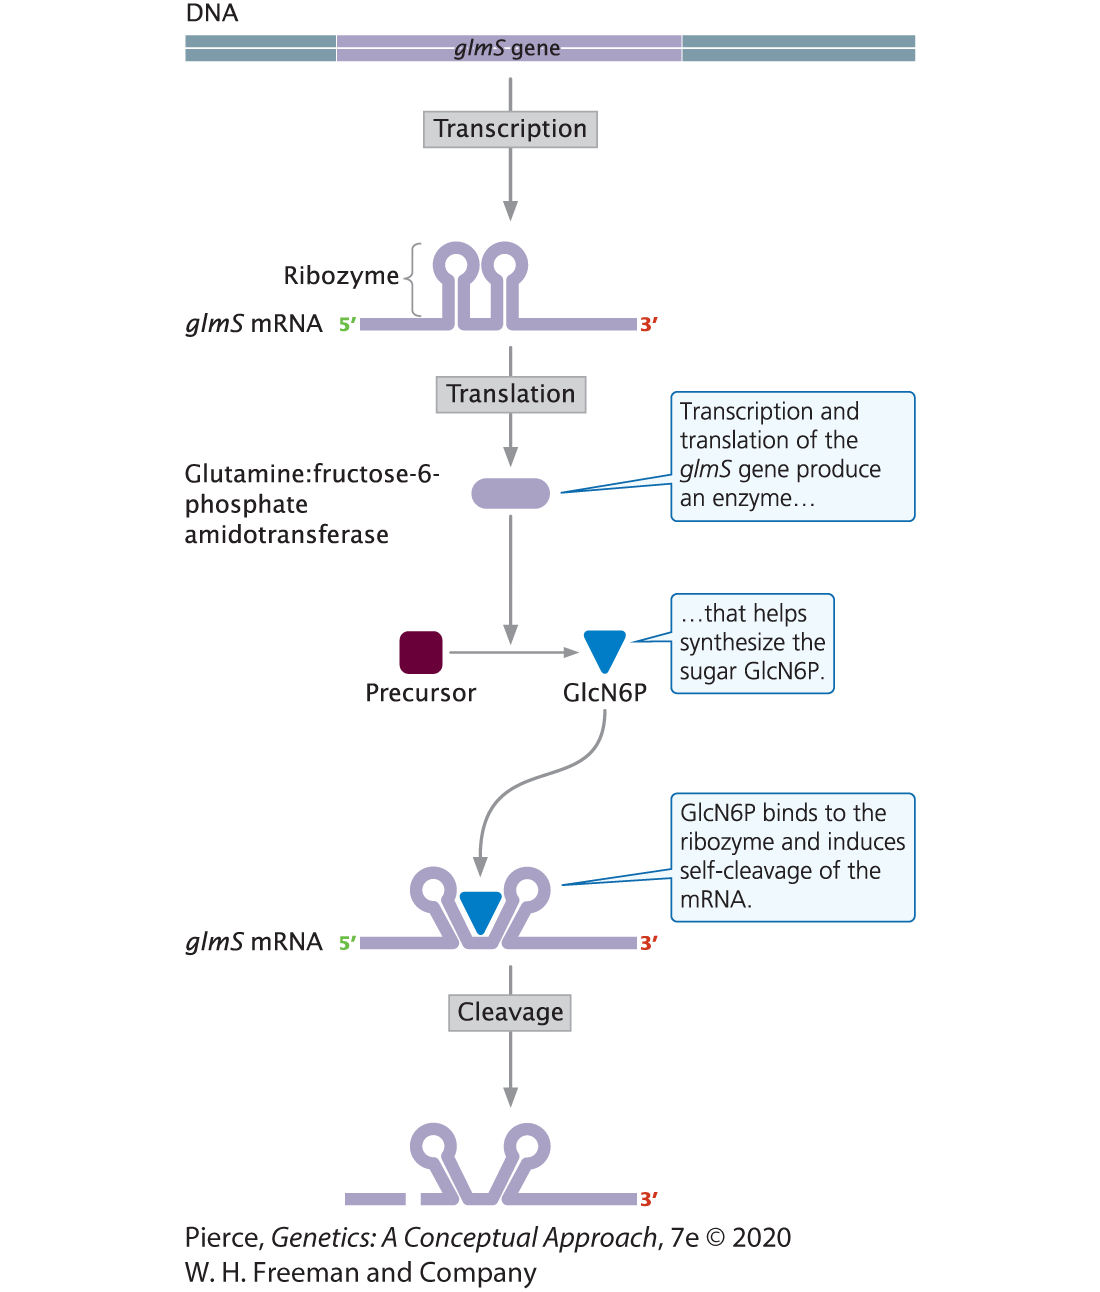 DNA
glmS gene
Transcription
Ribozyme
glmS mRNA 5′ 3′
Translation
Transcription and
translation of the
glmS gene produce
an enzyme…
Glutamine:fructose-6-
phosphate
amidotransferase
…that helps
synthesize the
sugar GlcN6P.
Precursor
GlcN6P
GlcN6P binds to the
ribozyme and induces
self-cleavage of the
mRNA.
glmS mRNA 5′ 3′
Cleavage
3′
Pierce, Genetics: A Conceptual Approach, 7e © 2020
W. H. Freeman and Company